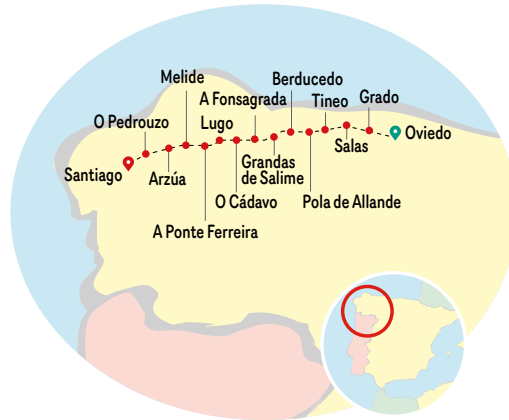 Melide
Berducedo
A Fonsagrada
Tineo
Grado
O Pedrouzo
Lugo
Oviedo
Salas
Santiago
Arzúa
Grandas
de Salime
O Cádavo
Pola de Allande
A Ponte Ferreira